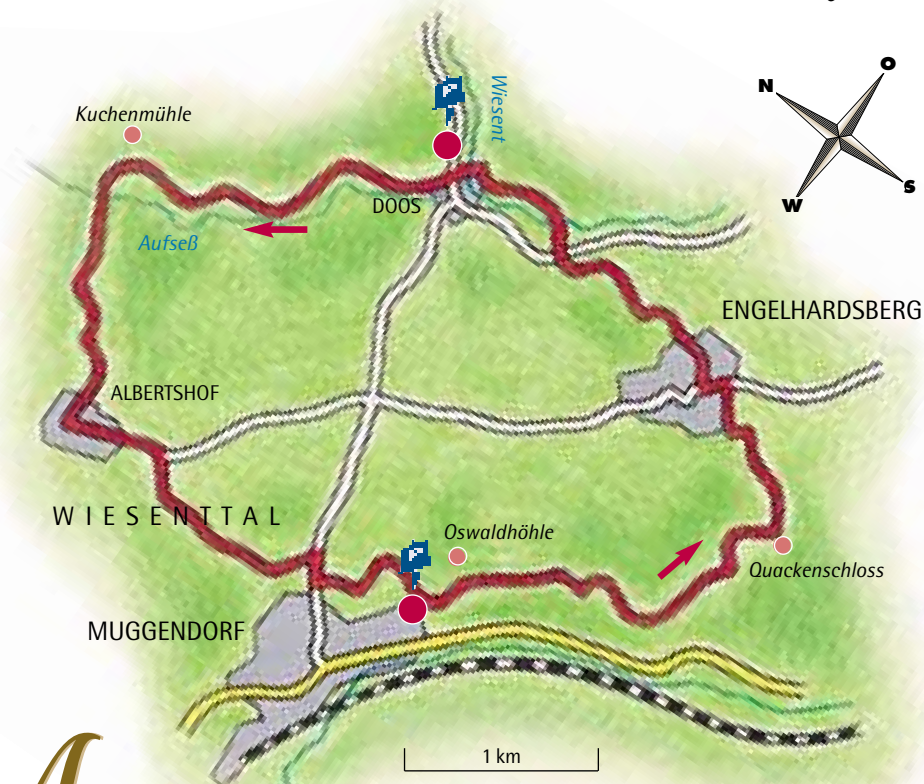 N
O
S
W
Kuchenmühle
Wiesent
DOOS
Aufseß
ENGELHARDSBERG
ALBERTSHOF
WIESENTTAL
Oswaldhöhle
Quackenschloss
MUGGENDORF
1 km